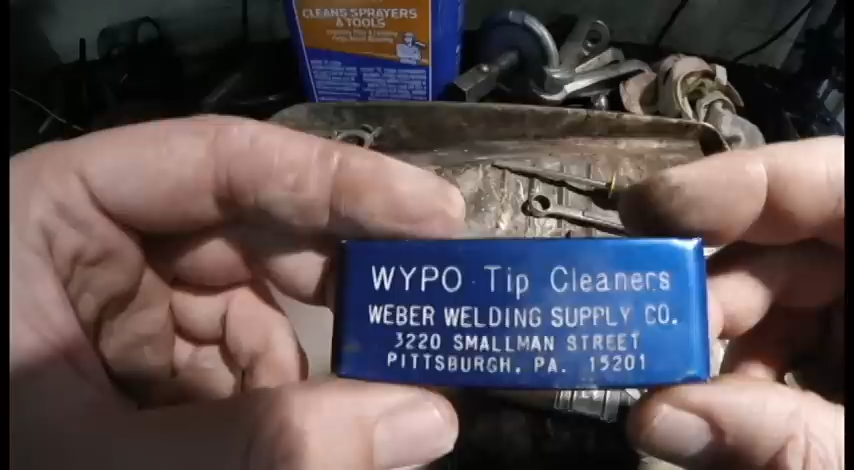 CLEANS SPRAYERS
& TOOLS
WYPO Tip Cleaners
WEBER WELDING SUPPLY CO.
3220 SMALLMAN STREET
PITTSBURGH, PA. 15201